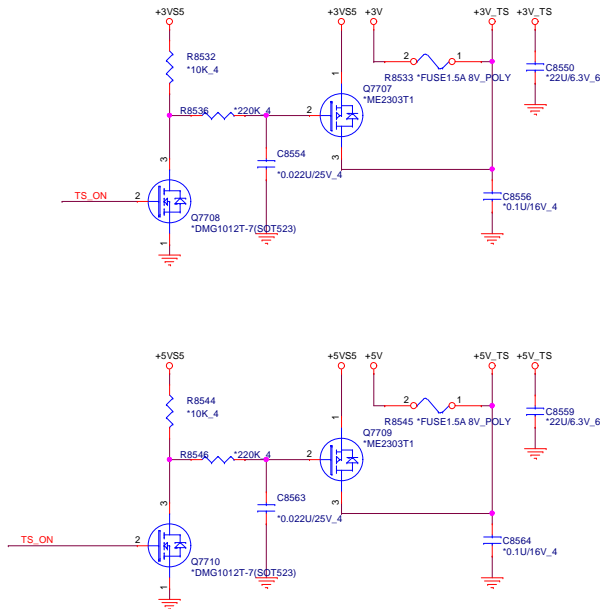 +3VS5
+3VS5
+3V
+3V_TS
+3V_TS
R8532
*10K_4
1
2
1
R8533 *FUSE1.5A 8V_POLY
C8550
*22U/6.3V_6
Q7707
*ME2303T1
R8536
*220K_4
2
3
C8554
*0.022U/25V_4
3
TS_ON
2
Q7708
*DMG1012T-7(SOT523)
1
C8556
*0.1U/16V_4
+5VS5
+5VS5
+5V
+5V_TS
+5V_TS
R8544
*10K_4
1
2
1
R8545 *FUSE1.5A 8V_POLY
C8559
*22U/6.3V_6
Q7709
*ME2303T1
R8546
*220K_4
2
3
C8563
*0.022U/25V_4
3
TS_ON
2
Q7710
*DMG1012T-7(SOT523)
1
C8564
*0.1U/16V_4